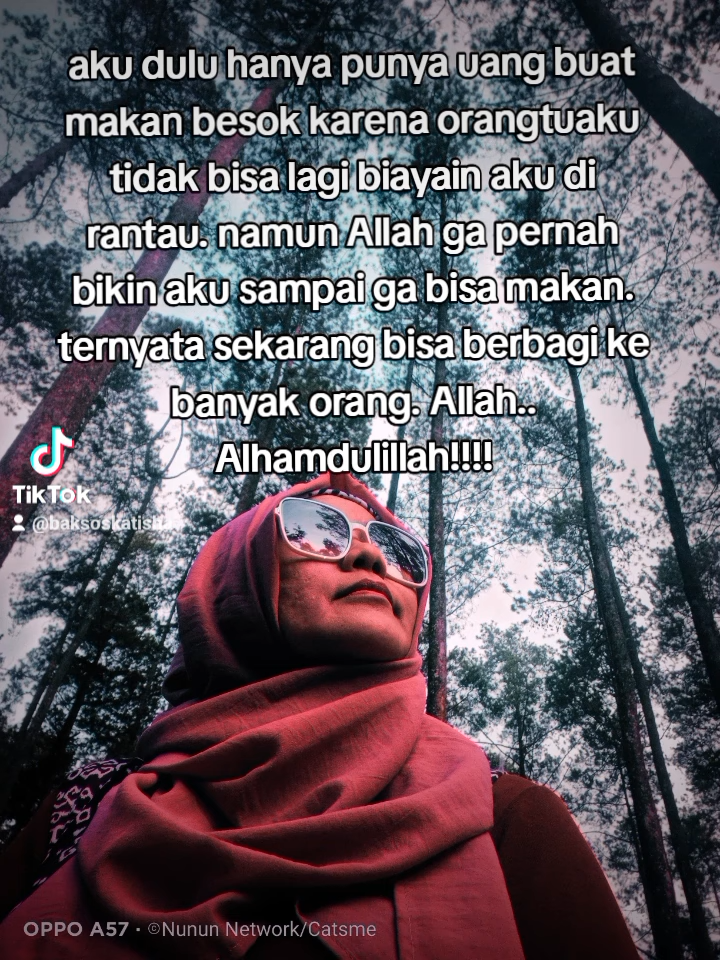 aku dulu hanya punya uang buat
makan besok karena orangtuaku
tidak bisa lagi biayain aku di
rantau. namun Allah ga pernah
bikin aku sampai ga bisa makan.
ternyata sekarang bisa berbagi ke
banyak orang. Allah..
Alhamdulillah!!!!
TikTok
OPPO A57 · ©Nunun Network/Catsme